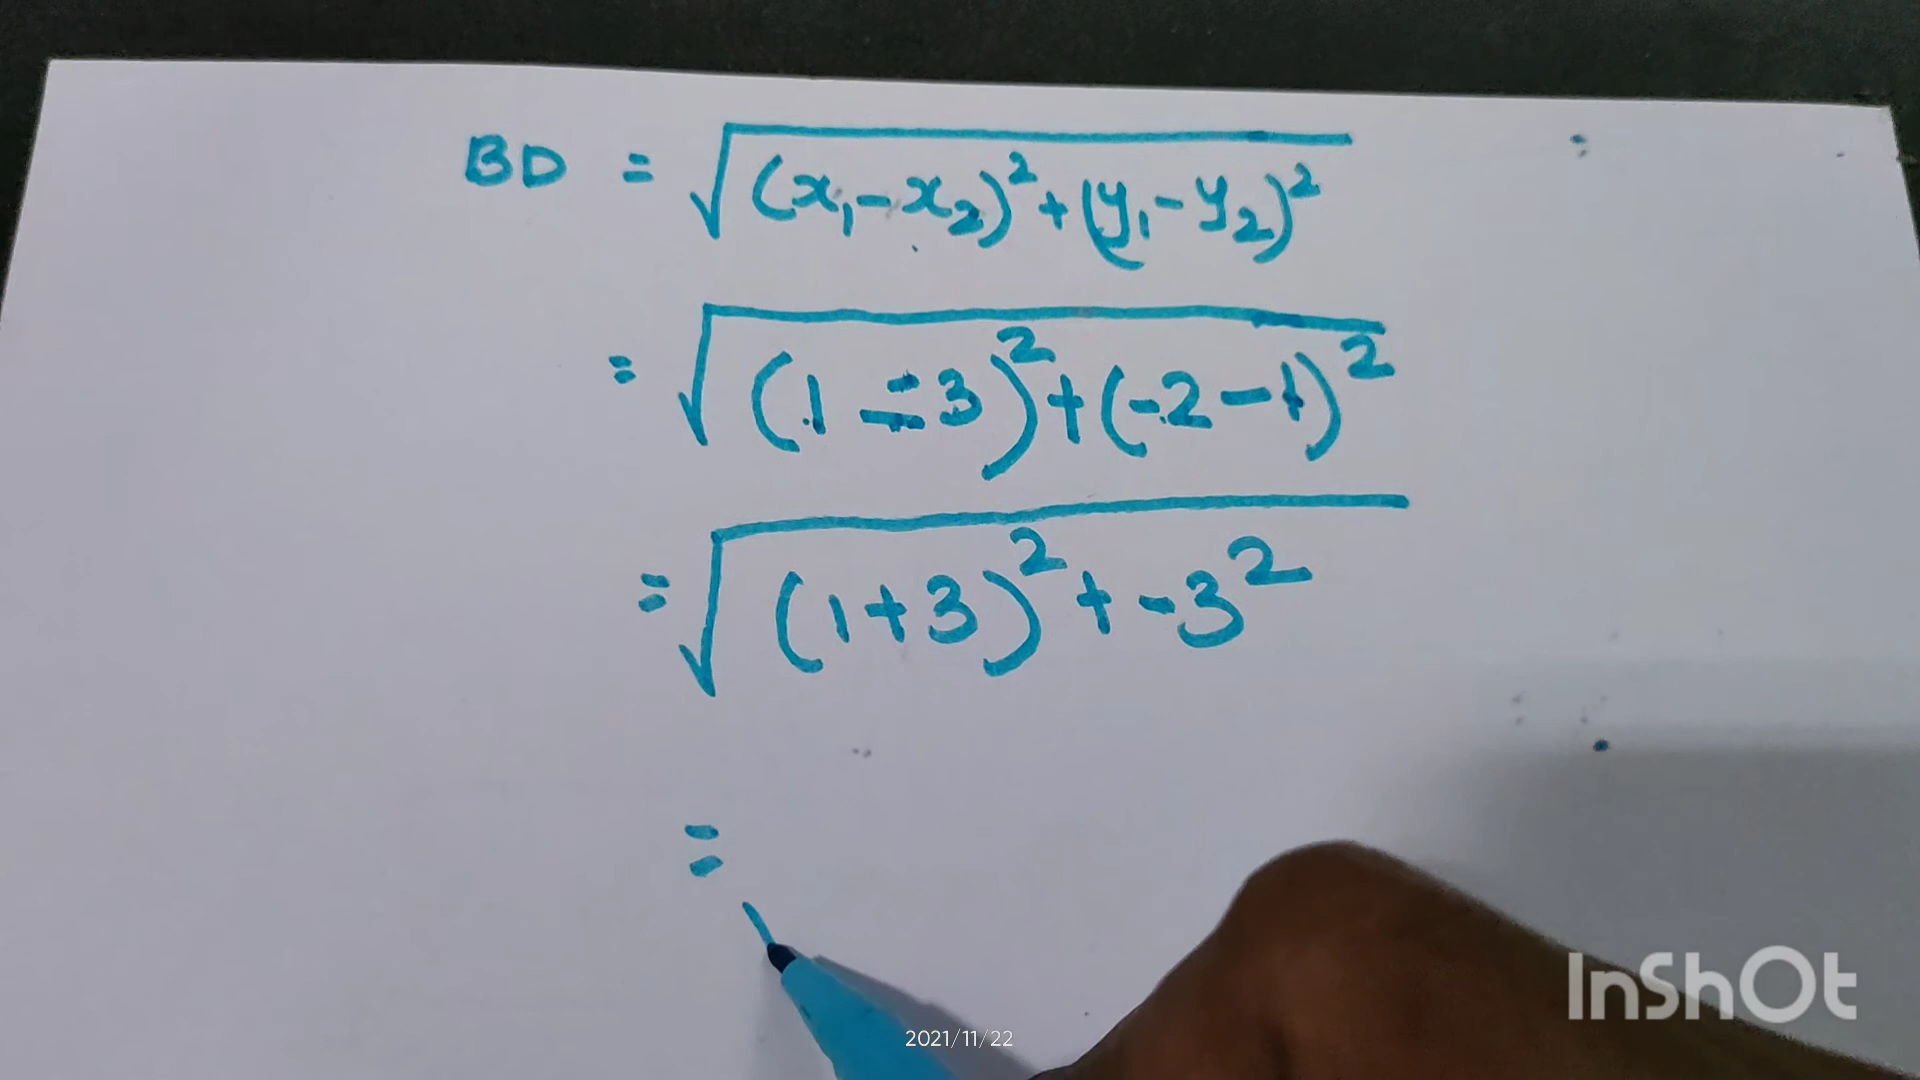 BD = √(x₁-x₂)²+(y₁-y₂)²
= √(1 - -3)²+(-2-1)²
= √(1+3)²+-3²
=
InShOt
2021/11/22